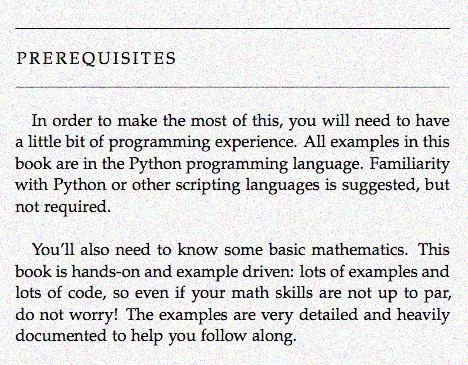 PREREQUISITES
In order to make the most of this, you will need to have
a little bit of programming experience. All examples in this
book are in the Python programming language. Familiarity
with Python or other scripting languages is suggested, but
not required.
You'll also need to know some basic mathematics. This
book is hands-on and example driven: lots of examples and
lots of code, so even if your math skills are not up to par,
do not worry! The examples are very detailed and heavily
documented to help you follow along.